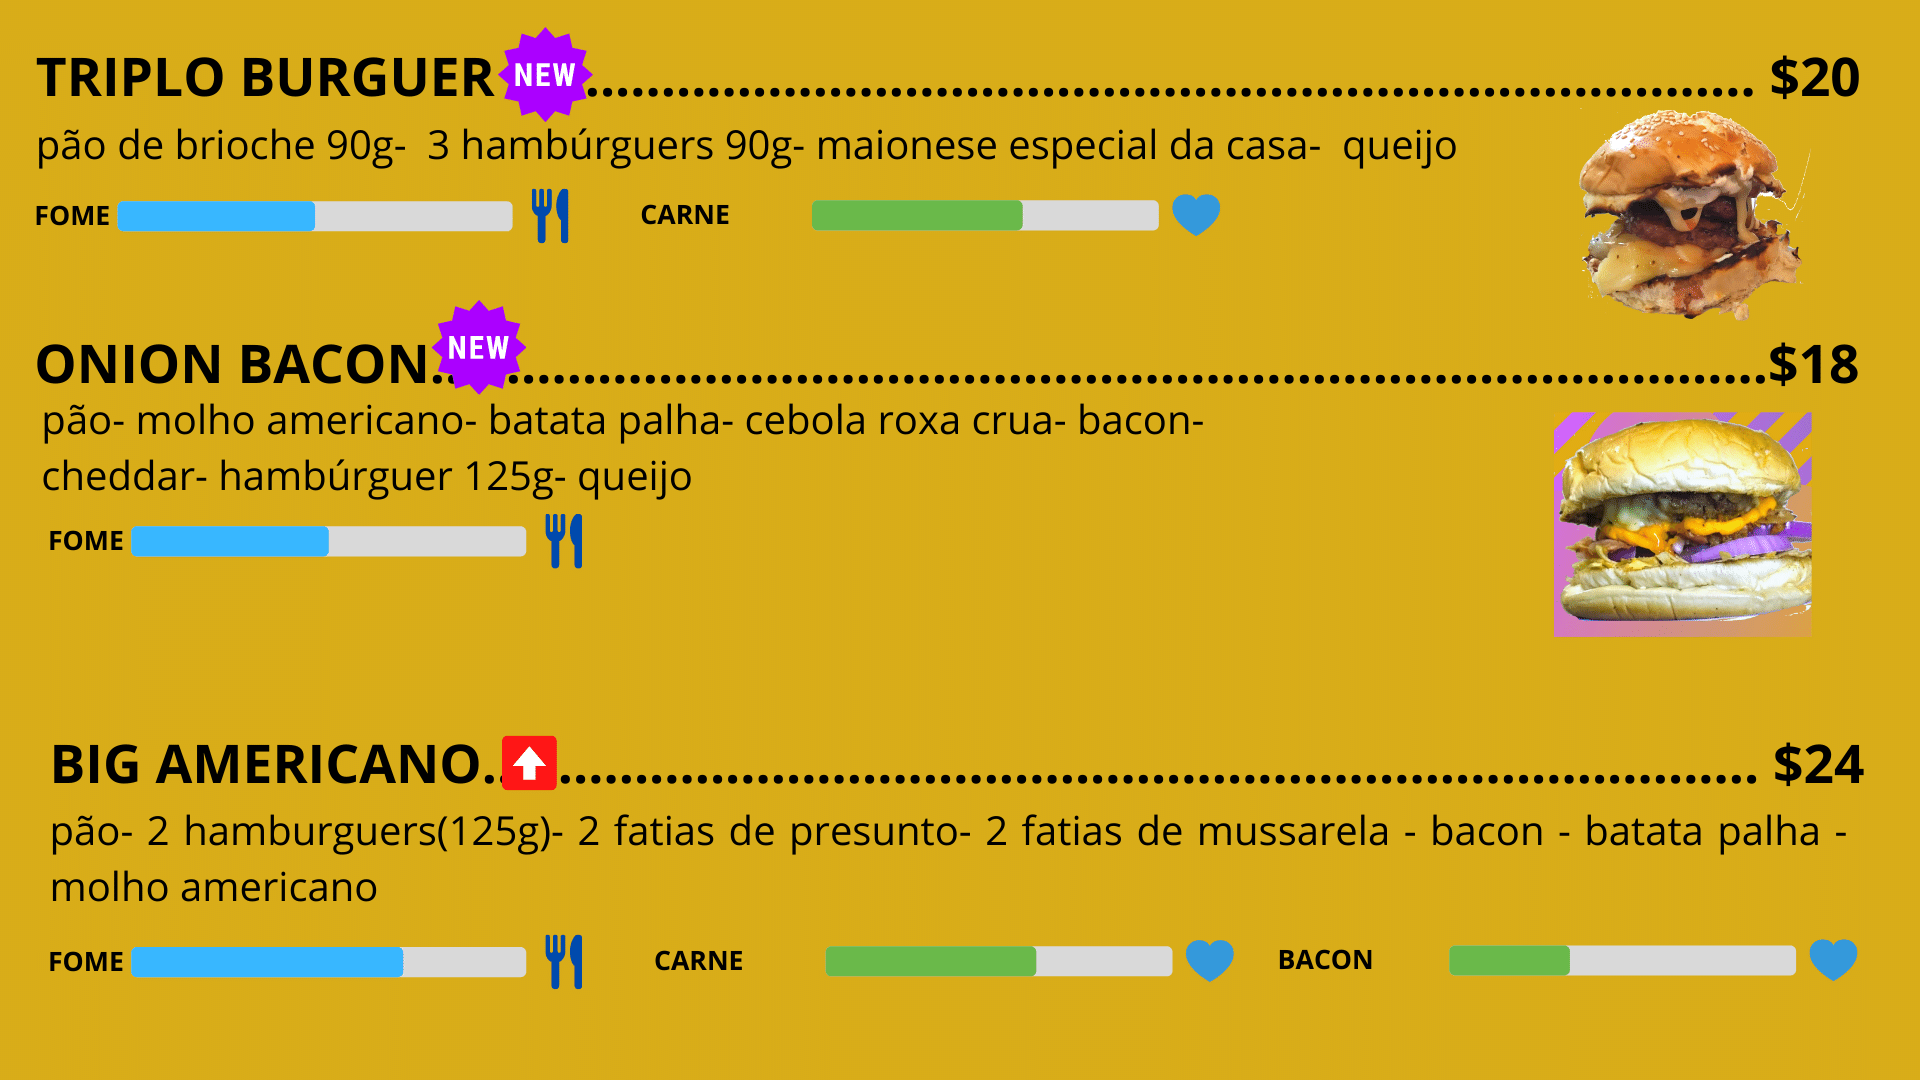 TRIPLO BURGUER NEW ........................................................................... $20
pão de brioche 90g- 3 hambúrguers 90g- maionese especial da casa- queijo
FOME CARNE
ONION BACON. NEW ...................................................................................$18
pão- molho americano- batata palha- cebola roxa crua- bacon-
cheddar- hambúrguer 125g- queijo
FOME
BIG AMERICANO................................................................................ $24
pão- 2 hamburguers(125g)- 2 fatias de presunto- 2 fatias de mussarela - bacon - batata palha -
molho americano
FOME CARNE BACON